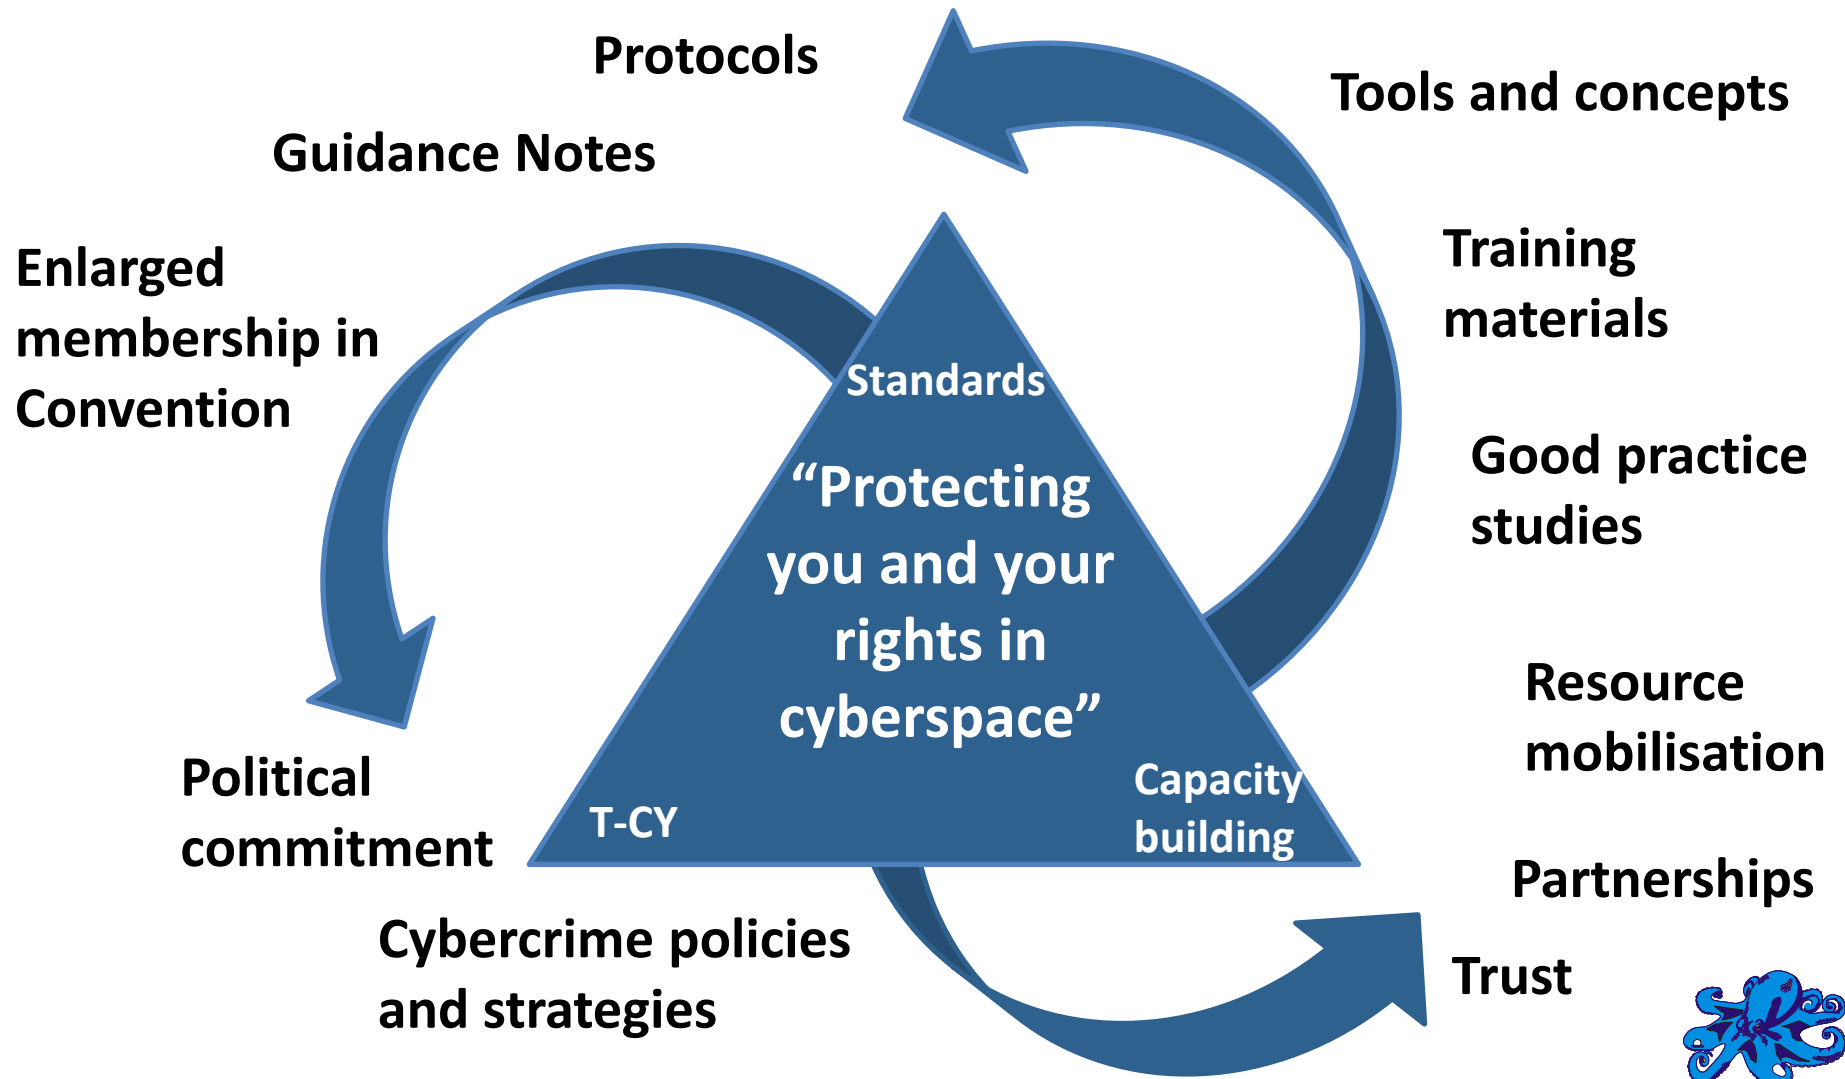 Protocols
Tools and concepts
Guidance Notes
Enlarged
membership in
Convention
Training
materials
Standards
“Protecting
you and your
rights in
cyberspace”
Good practice
studies
Resource
mobilisation
Political
commitment
T-CY
Capacity
building
Partnerships
Cybercrime policies
and strategies
Trust